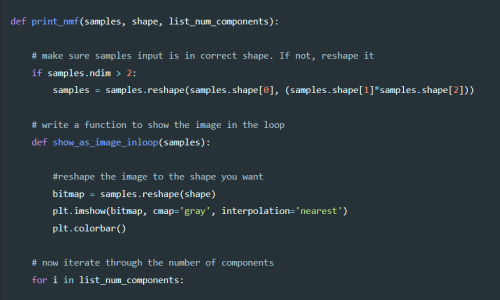 def print_nmf(samples, shape, list_num_components):
# make sure samples input is in correct shape. If not, reshape it
if samples.ndim > 2:
samples = samples.reshape(samples.shape[0], (samples.shape[1]*samples.shape[2]))
# write a function to show the image in the loop
def show_as_image_inloop(samples):
#reshape the image to the shape you want
bitmap = samples.reshape(shape)
plt.imshow(bitmap, cmap='gray', interpolation='nearest')
plt.colorbar()
# now iterate through the number of components
for i in list_num_components: